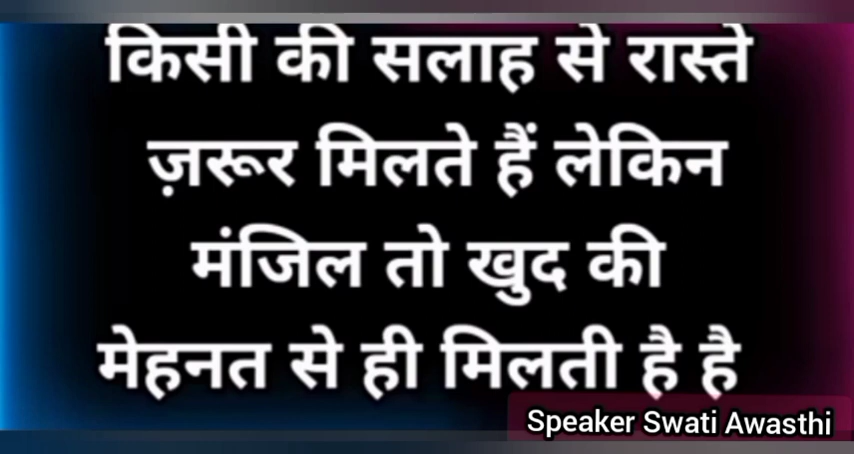 किसी की सलाह से रास्ते
ज़रूर मिलते हैं लेकिन
मंजिल तो खुद की
मेहनत से ही मिलती है है
Speaker Swati Awasthi